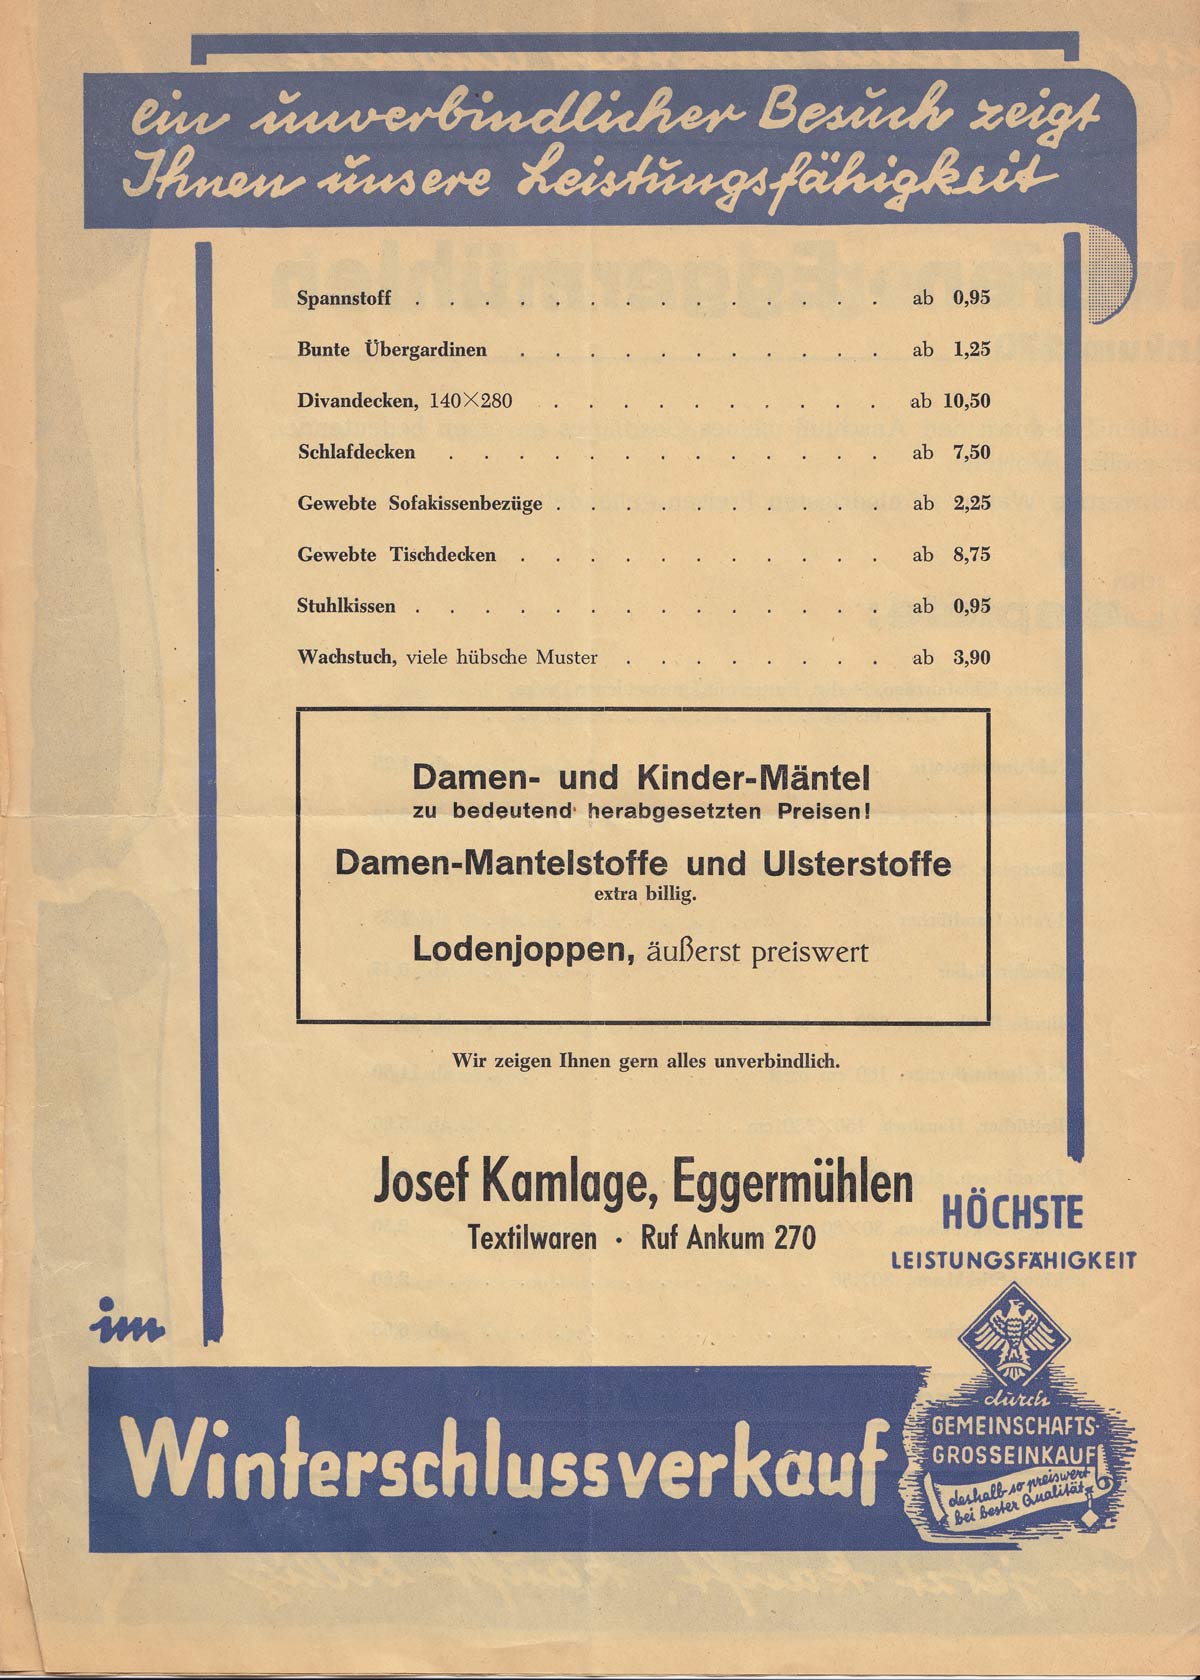 ein unverbindlicher Besuch zeigt
Ihnen unsere Leistungsfähigkeit
Spannstoff . . . . . . . . . . . . . . ab 0,95
Bunte Übergardinen . . . . . . . . . . . ab 1,25
Divandecken, 140×280 . . . . . . . . . . ab 10,50
Schlafdecken . . . . . . . . . . . . . ab 7,50
Gewebte Sofakissenbezüge . . . . . . . . . . ab 2,25
Gewebte Tischdecken . . . . . . . . . . . ab 8,75
Stuhlkissen . . . . . . . . . . . . . . ab 0,95
Wachstuch, viele hübsche Muster . . . . . . . . ab 3,90
Damen- und Kinder-Mäntel
zu bedeutend herabgesetzten Preisen!
Damen-Mantelstoffe und Ulsterstoffe
extra billig.
Lodenjoppen, äußerst preiswert
Wir zeigen Ihnen gern alles unverbindlich.
Josef Kamlage, Eggermühlen
Textilwaren · Ruf Ankum 270
HÖCHSTE
LEISTUNGSFÄHIGKEIT
im
Winterschlussverkauf
durch
GEMEINSCHAFTS-
GROSSEINKAUF
deshalb so preiswert
bei bester Qualität